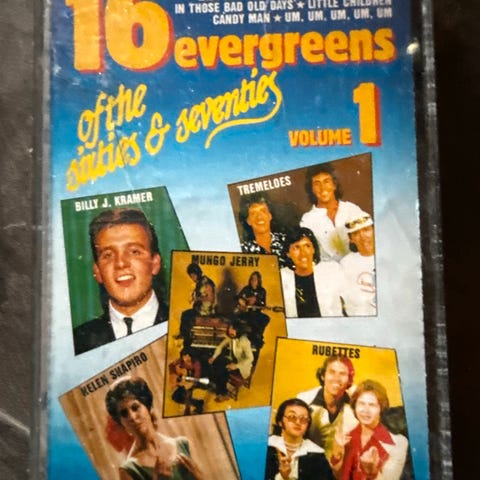 IN THOSE BAD OLD DAYS ★ LITTLE CHILDREN
CANDY MAN ★ UM, UM, UM, UM, UM
16 evergreens
of the
sixties & seventies
VOLUME 1
BILLY J. KRAMER
TREMELOES
MUNGO JERRY
HELEN SHAPIRO
RUBETTES